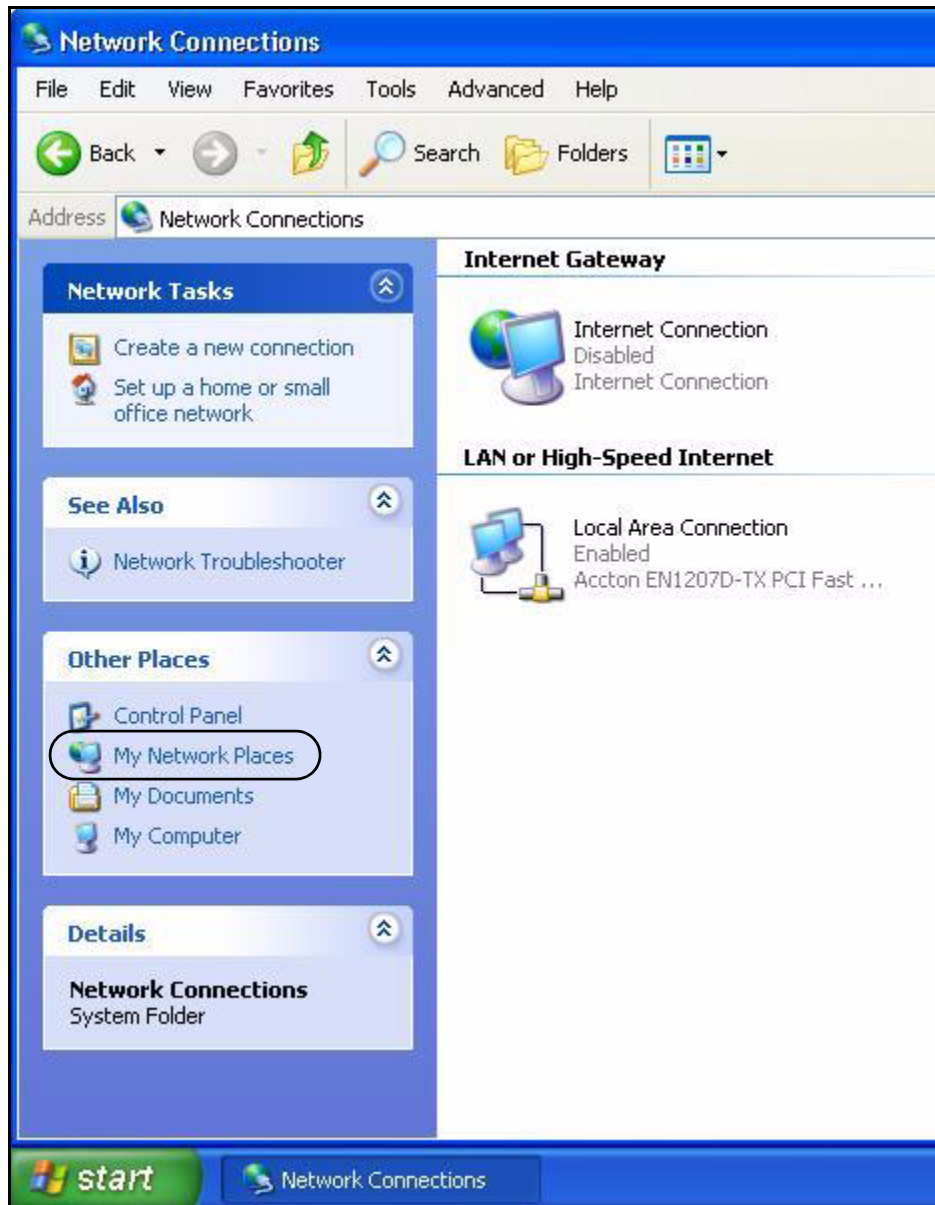 Network Connections
File Edit View Favorites Tools Advanced Help
Back Search Folders
Address Network Connections
Network Tasks
Create a new connection
Set up a home or small
office network
See Also
Network Troubleshooter
Other Places
Control Panel
My Network Places
My Documents
My Computer
Details
Network Connections
System Folder
Internet Gateway
Internet Connection
Disabled
Internet Connection
LAN or High-Speed Internet
Local Area Connection
Enabled
Accton EN1207D-TX PCI Fast ...
start Network Connections